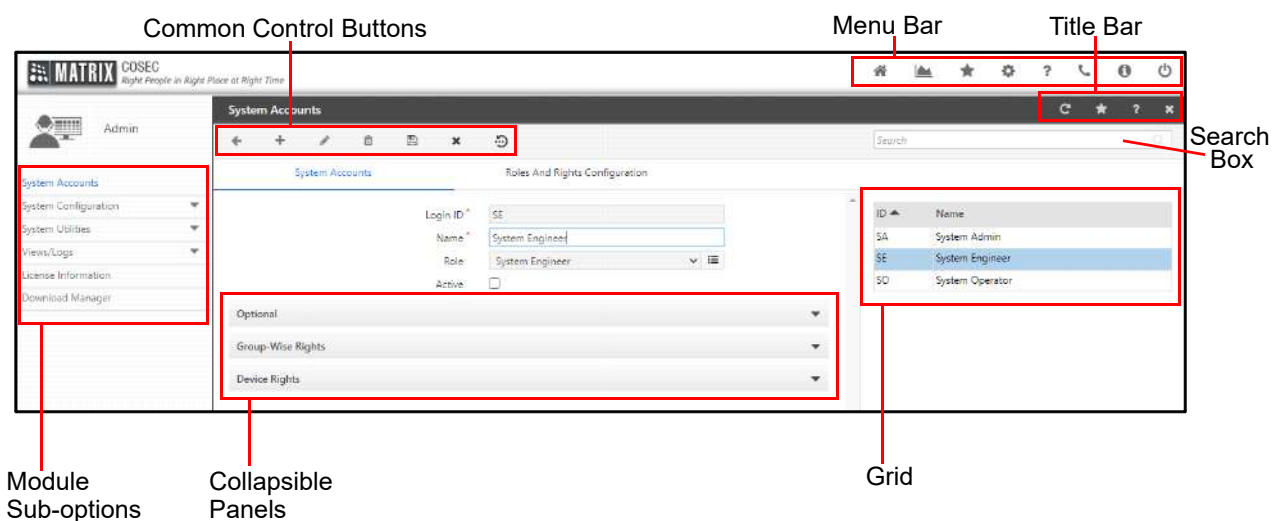 Common Control Buttons
Menu Bar
Title Bar
MATRIX COSEC
Right People in Right Place at Right Time
?
Admin
System Accounts
?
Search
Search
Box
System Accounts
System Configuration
System Utilities
Views/Logs
License Information
Download Manager
System Accounts
Roles And Rights Configuration
Login ID*
SE
Name*
System Engineer
Role
System Engineer
Active
Optional
Group-Wise Rights
Device Rights
ID Name
SA System Admin
SE System Engineer
SO System Operator
Module
Sub-options
Collapsible
Panels
Grid